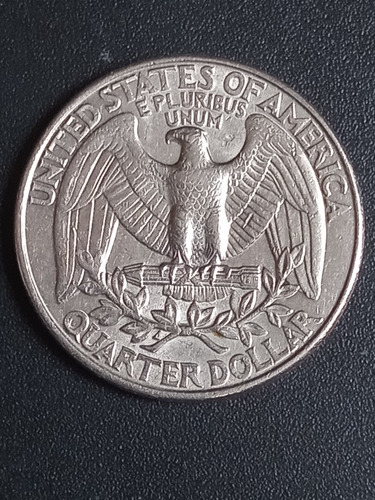 UNITED STATES OF AMERICA
E PLURIBUS
UNUM
QUARTER DOLLAR